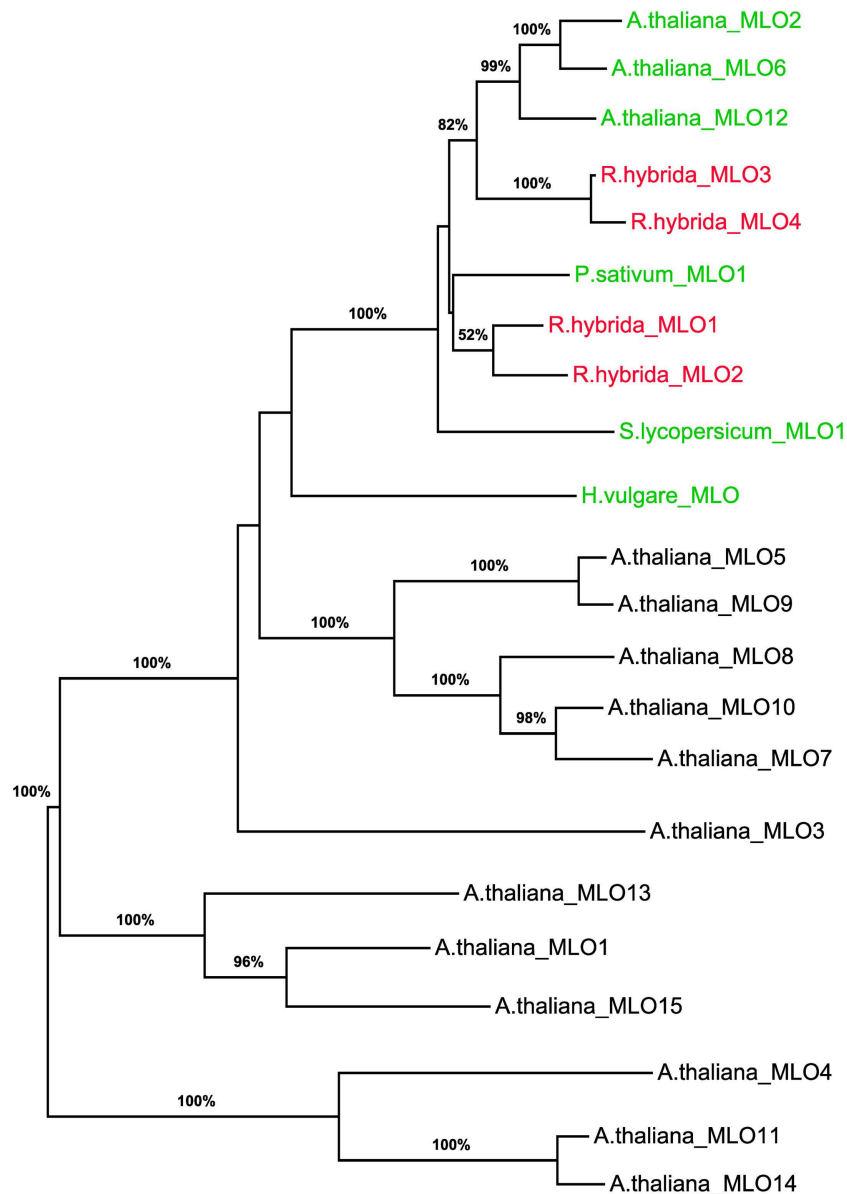 100%
A.thaliana_MLO2
99%
A.thaliana_MLO6
82%
A.thaliana_MLO12
100%
R.hybrida_MLO3
R.hybrida_MLO4
P.sativum_MLO1
100%
52%
R.hybrida_MLO1
R.hybrida_MLO2
S.lycopersicum_MLO1
H.vulgare_MLO
100%
A.thaliana_MLO5
A.thaliana_MLO9
100%
100%
A.thaliana_MLO8
100%
98%
A.thaliana_MLO10
A.thaliana_MLO7
100%
A.thaliana_MLO3
A.thaliana_MLO13
100%
96%
A.thaliana_MLO1
A.thaliana_MLO15
A.thaliana_MLO4
100%
100%
A.thaliana_MLO11
A.thaliana_MLO14